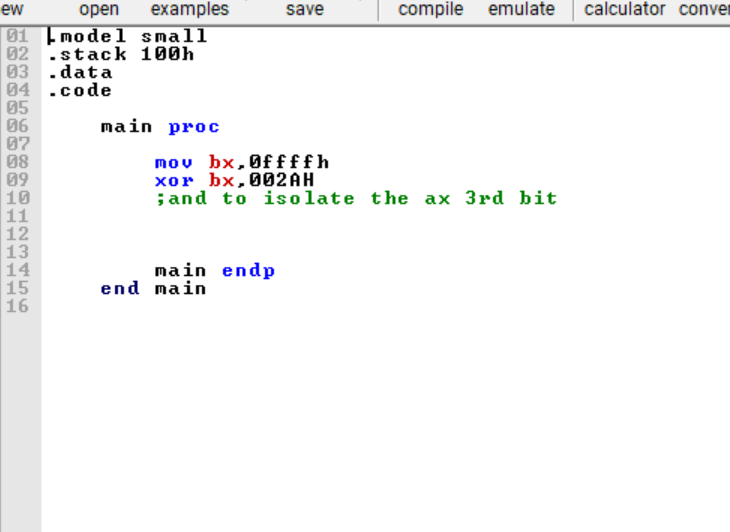 ew open examples save compile emulate calculator conver
01 .model small
02 .stack 100h
03 .data
04 .code
05
06 main proc
07
08 mov bx,0ffffh
09 xor bx,002AH
10 ;and to isolate the ax 3rd bit
11
12
13
14 main endp
15 end main
16